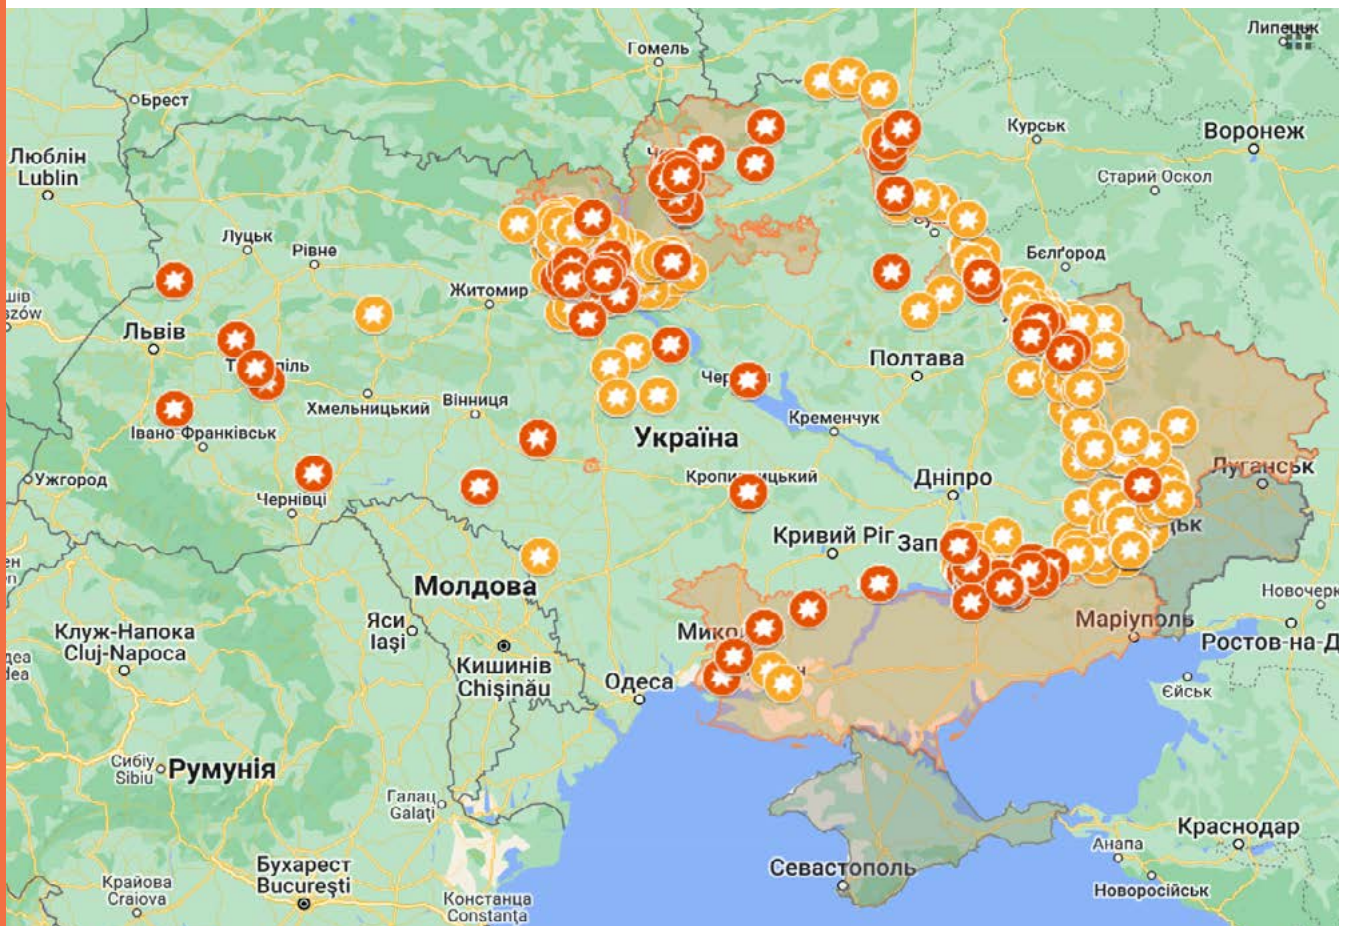 Гомель
Липецьк
Брест
Курськ
Воронеж
Люблін
Lublin
Старий Оскол
Луцьк
Рівне
Бєлґород
Житомир
Львів
Полтава
Хмельницький
Вінниця
Кременчук
Івано-Франківськ
Україна
Ужгород
Дніпро
Луганськ
Чернівці
Кривий Ріг
Молдова
Новочерк
Яси
Iași
Маріуполь
Клуж-Напока
Cluj-Napoca
Ростов-на-Д
Кишинів
Chișinău
Одеса
Єйськ
Сибіу
Sibiu
Румунія
Галац
Galați
Краснодар
Анапа
Бухарест
București
Севастополь
Крайова
Craiova
Констанца
Constanța
Новоросійськ